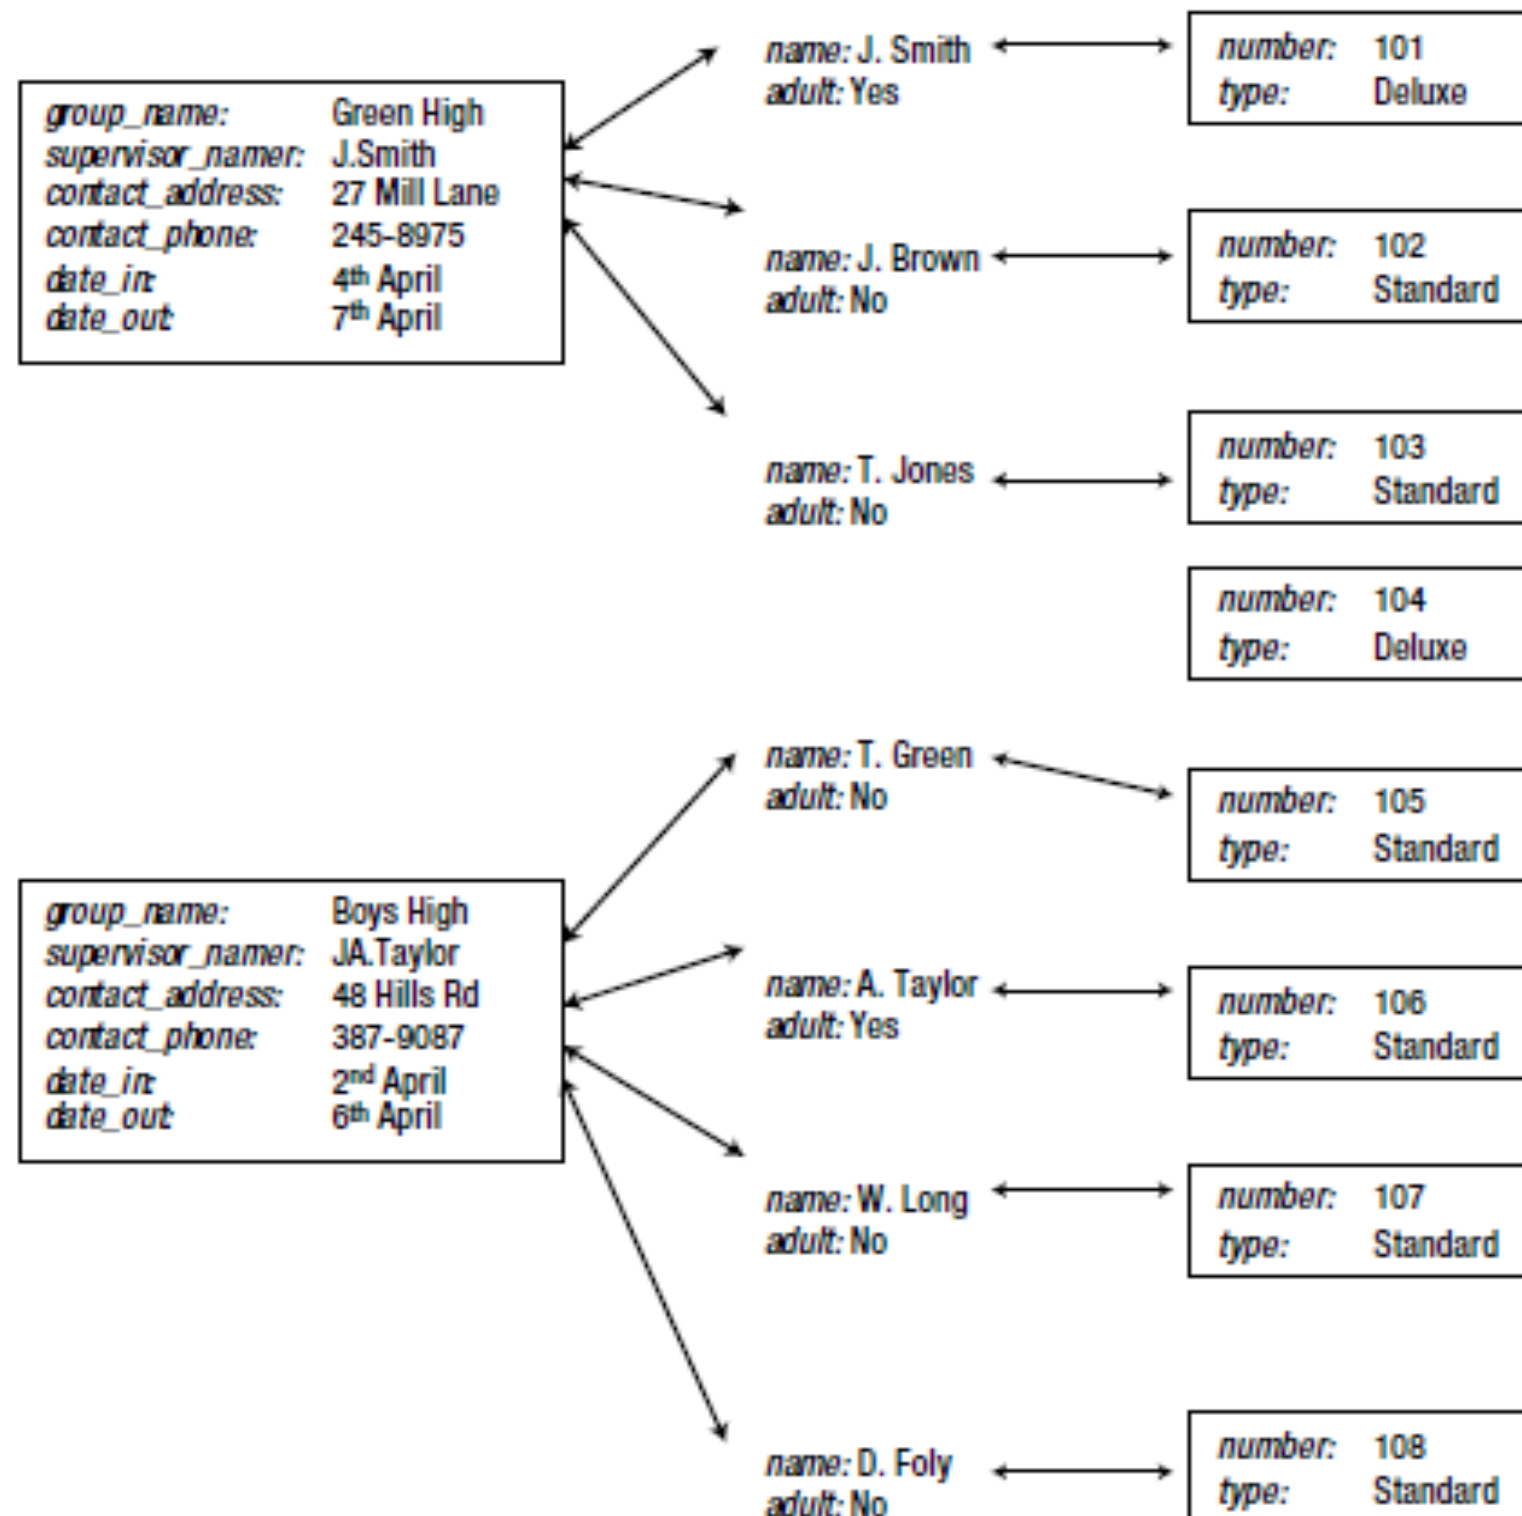 group_name: Green High
supervisor_namer: J.Smith
contact_address: 27 Mill Lane
contact_phone: 245-8975
date_in: 4th April
date_out: 7th April
name: J. Smith
adult: Yes
number: 101
type: Deluxe
name: J. Brown
adult: No
number: 102
type: Standard
name: T. Jones
adult: No
number: 103
type: Standard
number: 104
type: Deluxe
group_name: Boys High
supervisor_namer: JA.Taylor
contact_address: 48 Hills Rd
contact_phone: 387-9087
date_in: 2nd April
date_out: 6th April
name: T. Green
adult: No
number: 105
type: Standard
name: A. Taylor
adult: Yes
number: 106
type: Standard
name: W. Long
adult: No
number: 107
type: Standard
name: D. Foly
adult: No
number: 108
type: Standard